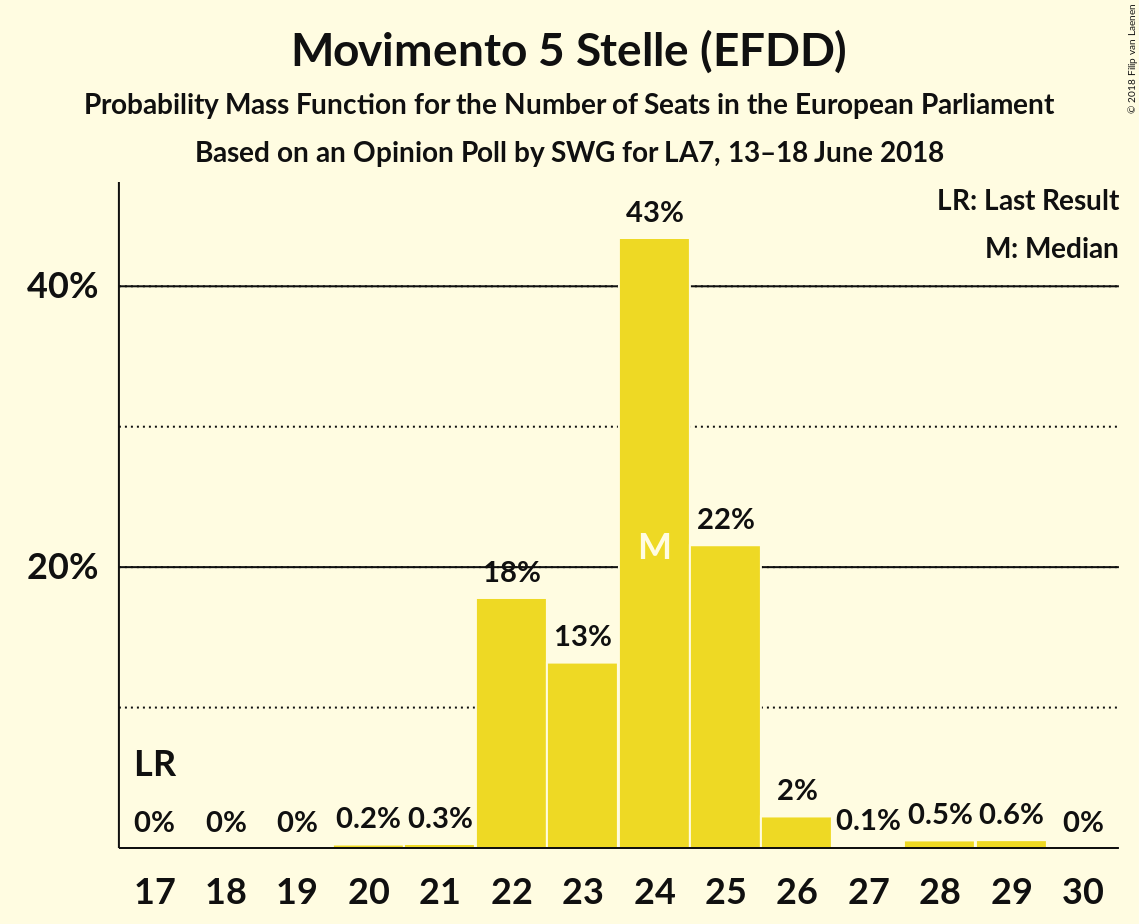 Movimento 5 Stelle (EFDD)
Probability Mass Function for the Number of Seats in the European Parliament
Based on an Opinion Poll by SWG for LA7, 13–18 June 2018
© 2018 Filip van Laenen
LR: Last Result
M: Median
40%
20%
43%
22%
18%
13%
M
LR
0% 0% 0% 0.2% 0.3% 2% 0.1% 0.5% 0.6% 0%
17 18 19 20 21 22 23 24 25 26 27 28 29 30